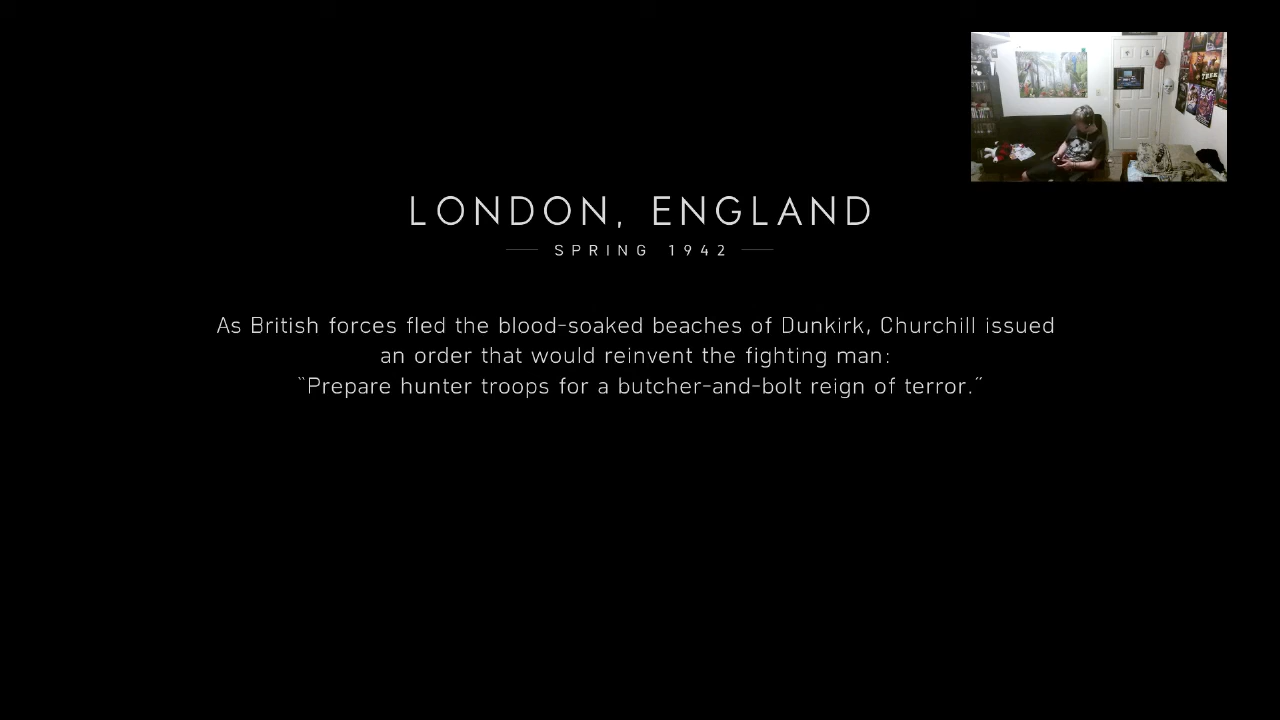 LONDON, ENGLAND
SPRING 1942
As British forces fled the blood-soaked beaches of Dunkirk, Churchill issued
an order that would reinvent the fighting man:
"Prepare hunter troops for a butcher-and-bolt reign of terror."